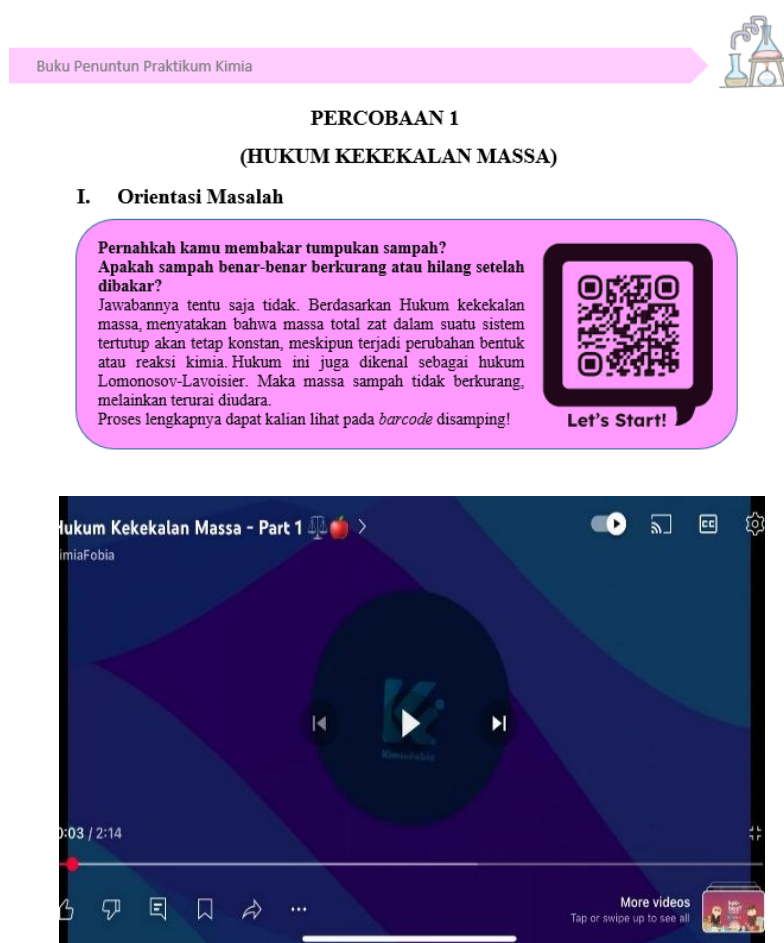 Buku Penuntun Praktikum Kimia
PERCOBAAN 1
(HUKUM KEKEKALAN MASSA)
I. Orientasi Masalah
Pernahkah kamu membakar tumpukan sampah?
Apakah sampah benar-benar berkurang atau hilang setelah
dibakar?
Jawabannya tentu saja tidak. Berdasarkan Hukum kekekalan
massa, menyatakan bahwa massa total zat dalam suatu sistem
tertutup akan tetap konstan, meskipun terjadi perubahan bentuk
atau reaksi kimia. Hukum ini juga dikenal sebagai hukum
Lomonosov-Lavoisier. Maka massa sampah tidak berkurang,
melainkan terurai diudara.
Proses lengkapnya dapat kalian lihat pada barcode disamping!
Let's Start!
Hukum Kekekalan Massa - Part 1
imiaFobia
CC
KimiaFobia
0:03 / 2:14
More videos
Tap or swipe up to see all